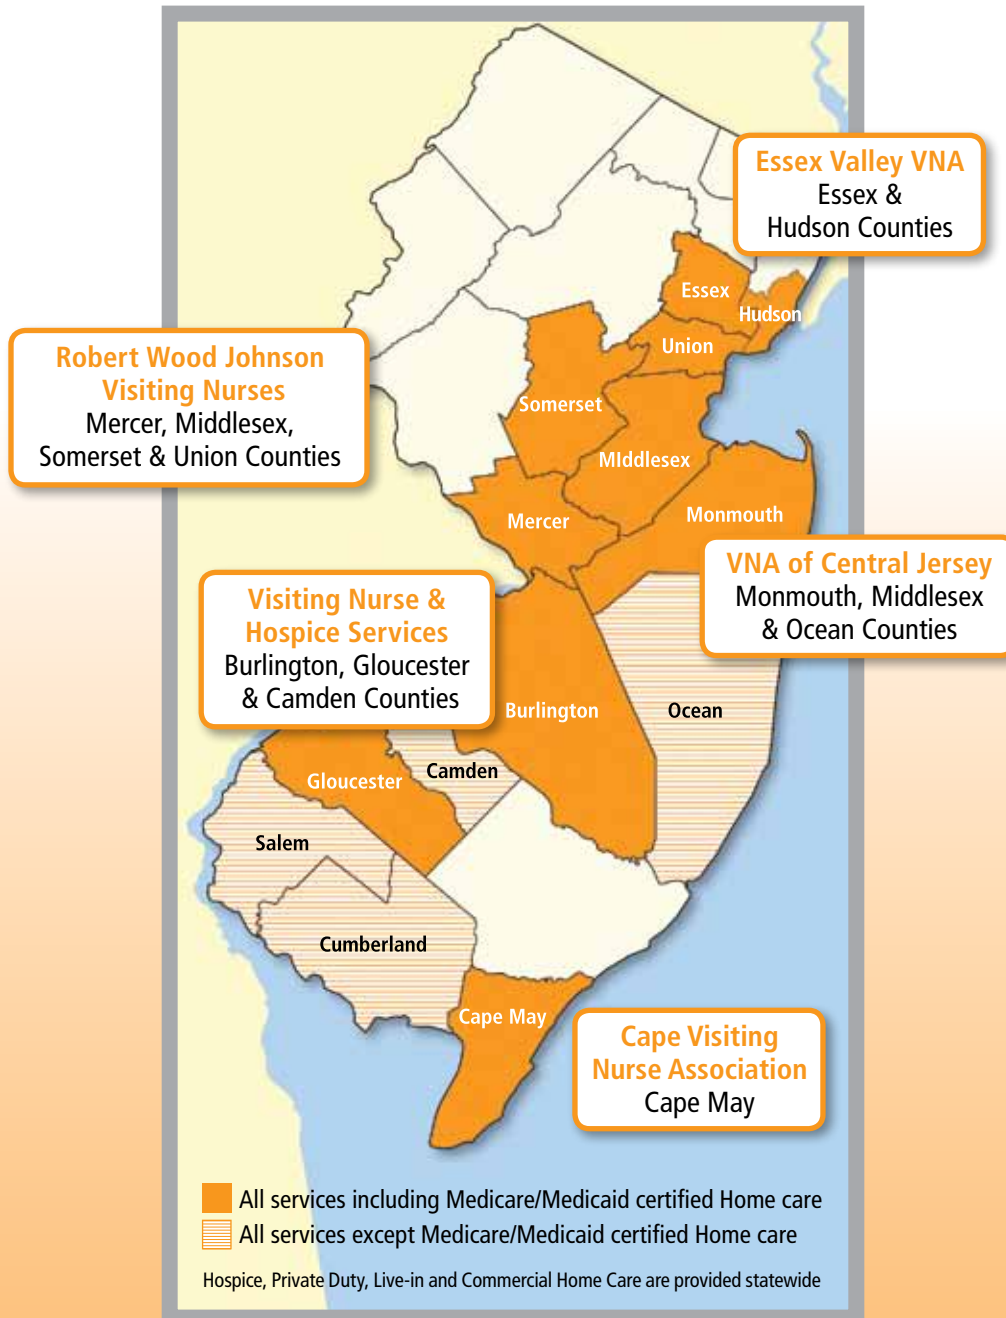 Essex Valley VNA
Essex &
Hudson Counties
Essex
Hudson
Union
Robert Wood Johnson
Visiting Nurses
Mercer, Middlesex,
Somerset & Union Counties
Somerset
MIddlesex
Mercer
Monmouth
VNA of Central Jersey
Monmouth, Middlesex
& Ocean Counties
Visiting Nurse &
Hospice Services
Burlington, Gloucester
& Camden Counties
Burlington
Ocean
Camden
Gloucester
Salem
Cumberland
Cape May
Cape Visiting
Nurse Association
Cape May
All services including Medicare/Medicaid certified Home care
All services except Medicare/Medicaid certified Home care
Hospice, Private Duty, Live-in and Commercial Home Care are provided statewide